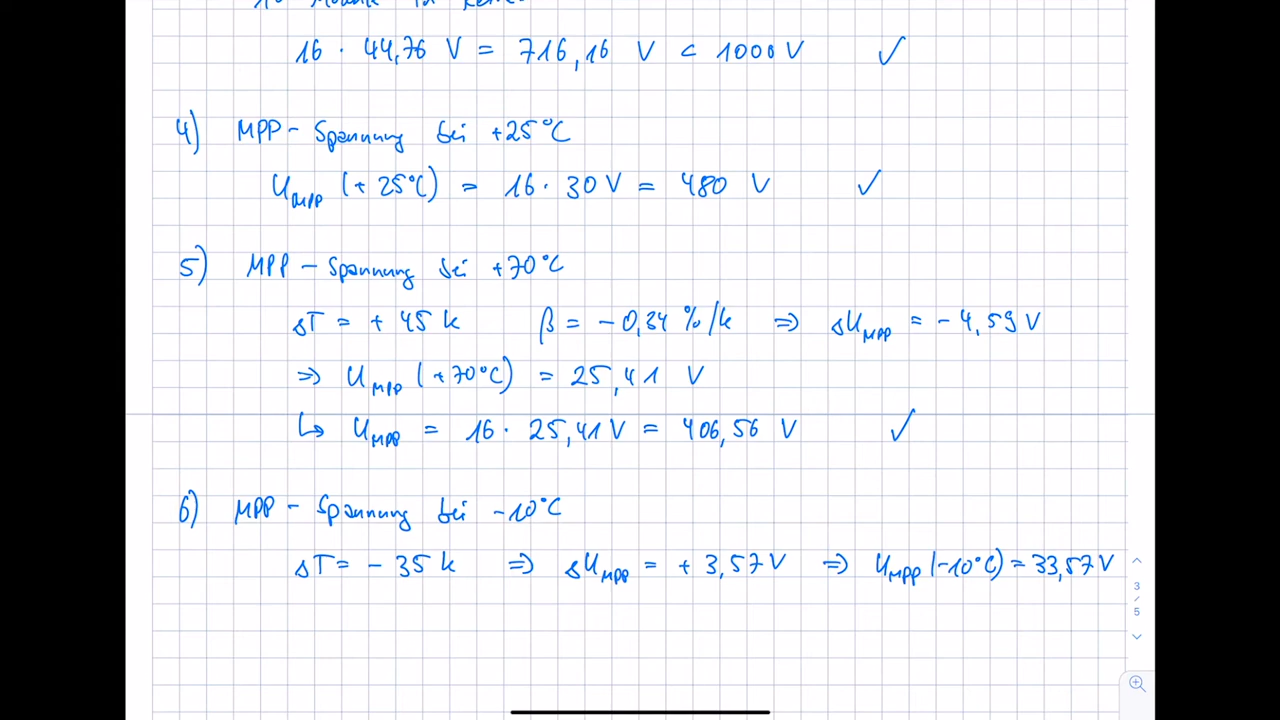 16 · 44,76 V = 716,16 V < 1000 V ✓
4) MPP - Spannung bei +25°C
U_MPP (+ 25°C) = 16 · 30 V = 480 V ✓
5) MPP - Spannung bei +70°C
ΔT = + 45 k β = - 0,34 %/k ⇒ ΔU_MPP = - 4,59 V
⇒ U_MPP (+70°C) = 25,41 V
↳ U_MPP = 16 · 25,41 V = 406,56 V ✓
6) MPP - Spannung bei -10°C
ΔT = - 35 k ⇒ ΔU_MPP = + 3,57 V ⇒ U_MPP (-10°C) = 33,57 V
3
/
5